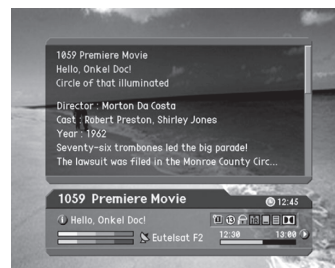 1059 Premiere Movie
Hello, Onkel Doc!
Circle of that illuminated
Director : Morton Da Costa
Cast : Robert Preston, Shirley Jones
Year : 1962
Seventy-six trombones led the big parade!
The lawsuit was filed in the Monroe County Circ...
1059 Premiere Movie
12:45
Hello, Onkel Doc!
Eutelsat F2
12:30
13:00